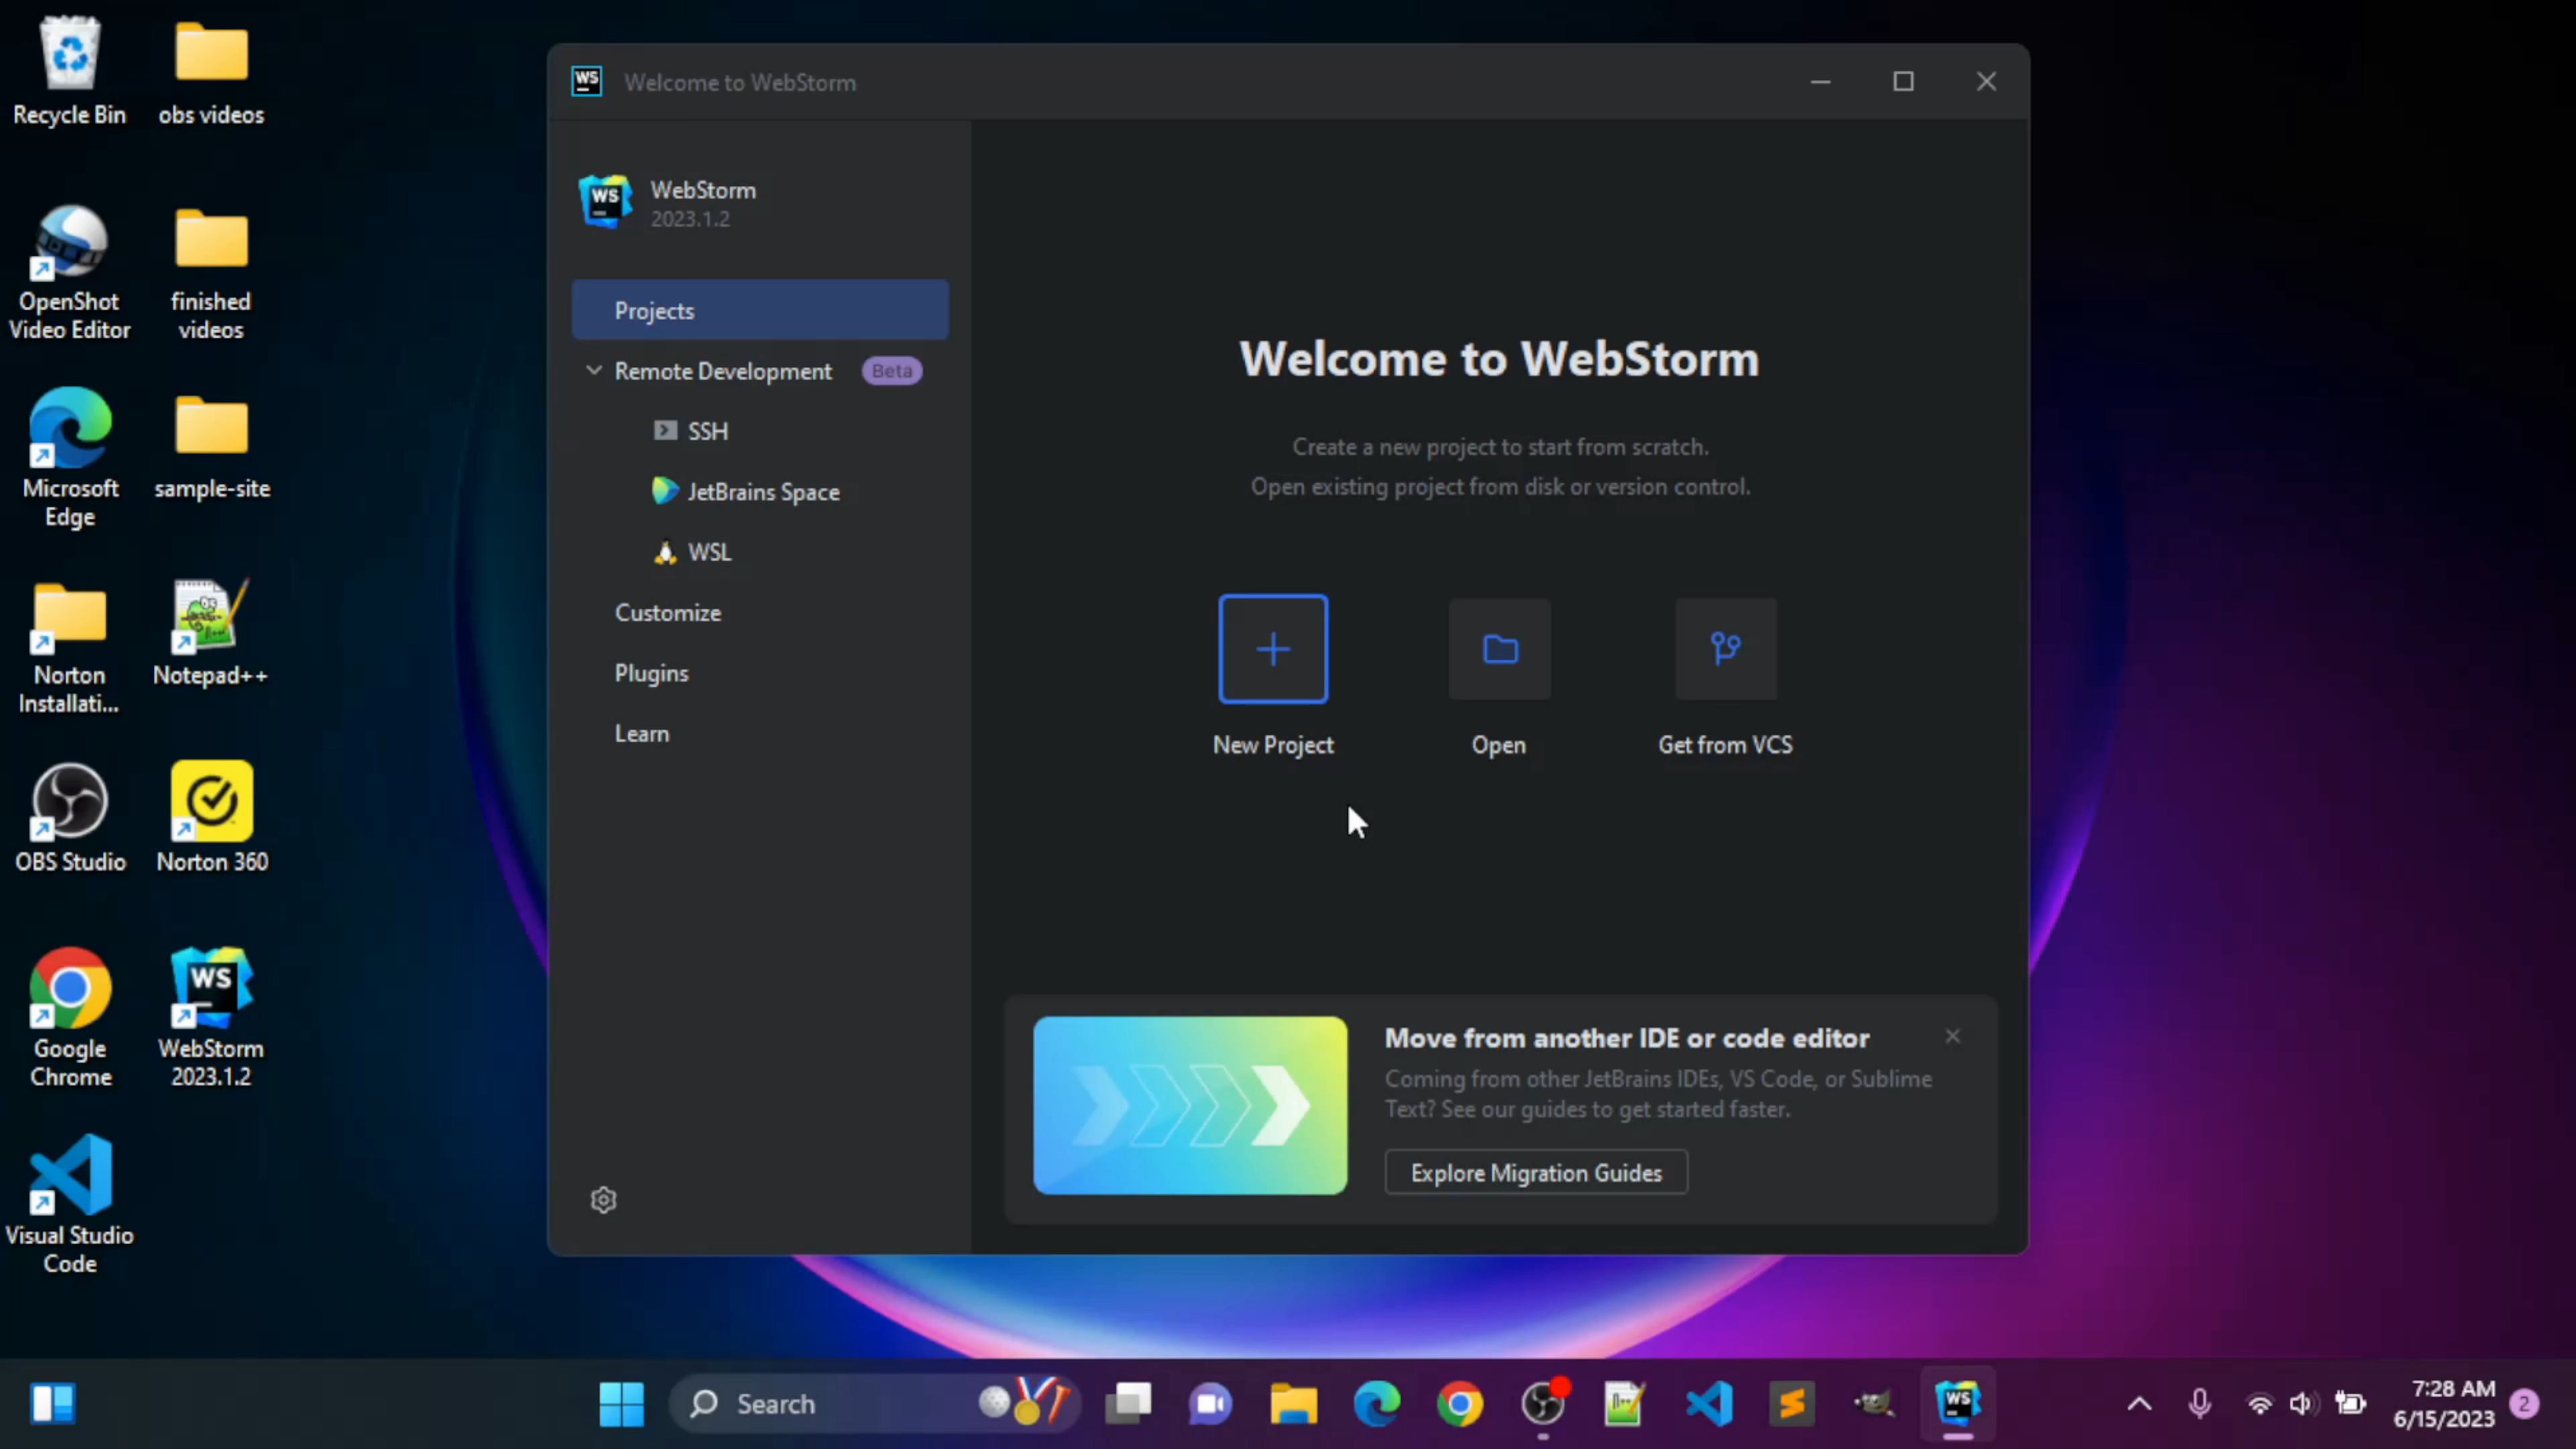 Recycle Bin
obs videos
OpenShot
Video Editor
finished
videos
Microsoft
Edge
sample-site
Norton
Installati...
Notepad++
OBS Studio
Norton 360
Google
Chrome
WebStorm
2023.1.2
Visual Studio
Code
WS
Welcome to WebStorm
WS
WebStorm
2023.1.2
Projects
Remote Development Beta
SSH
JetBrains Space
WSL
Customize
Plugins
Learn
Welcome to WebStorm
Create a new project to start from scratch.
Open existing project from disk or version control.
New Project
Open
Get from VCS
Move from another IDE or code editor
Coming from other JetBrains IDEs, VS Code, or Sublime
Text? See our guides to get started faster.
Explore Migration Guides
WS
Search
WS
7:28 AM
6/15/2023
2